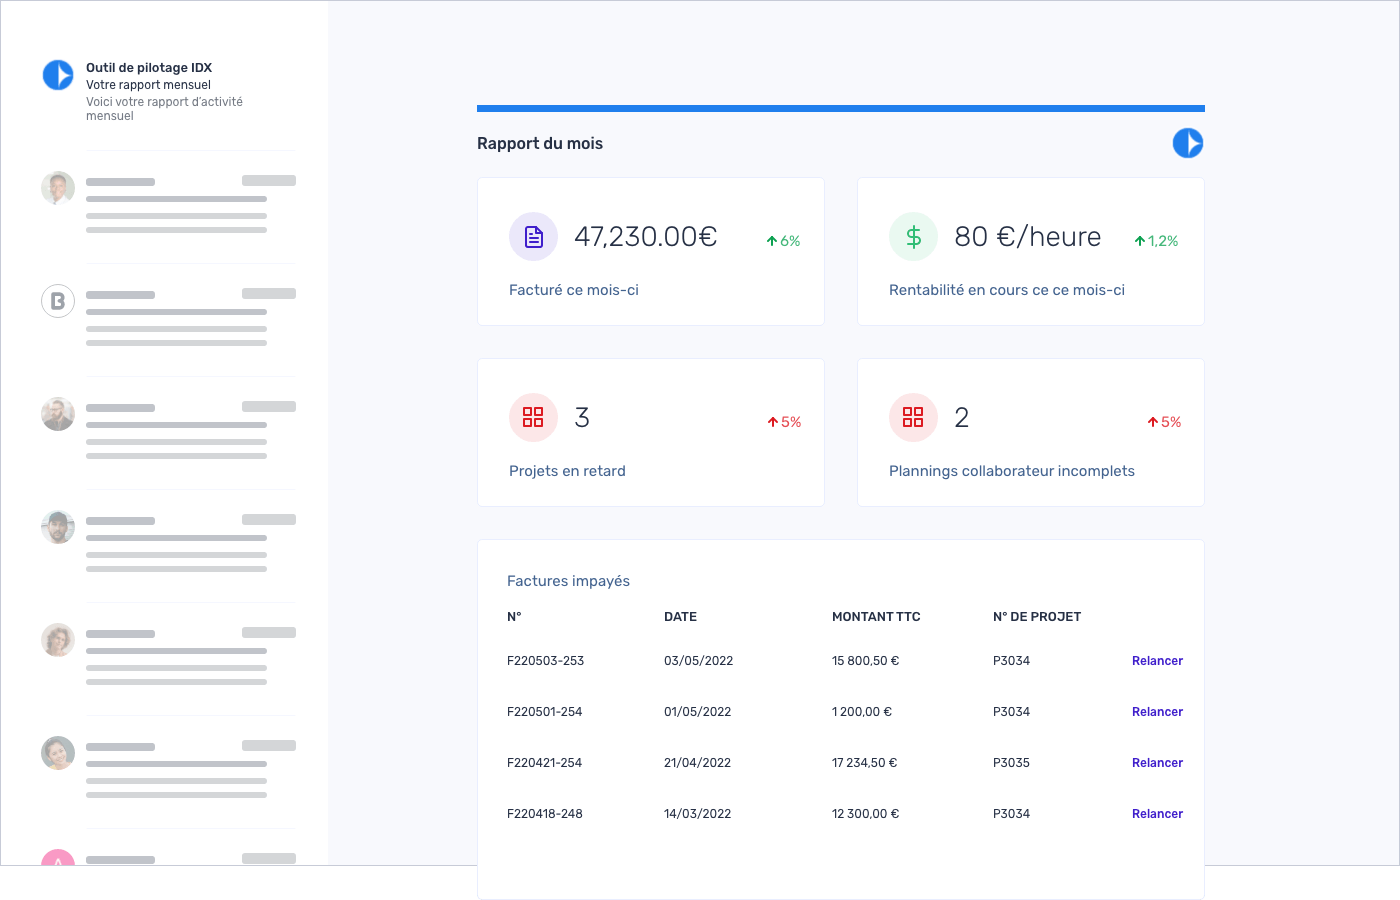 Outil de pilotage IDX
Votre rapport mensuel
Voici votre rapport d'activité
mensuel
B
A
Rapport du mois
47,230.00€
6%
Facturé ce mois-ci
80 €/heure
1,2%
Rentabilité en cours ce ce mois-ci
3
5%
Projets en retard
2
5%
Plannings collaborateur incomplets
Factures impayés
N° DATE MONTANT TTC N° DE PROJET
F220503-253 03/05/2022 15 800,50 € P3034 Relancer
F220501-254 01/05/2022 1 200,00 € P3034 Relancer
F220421-254 21/04/2022 17 234,50 € P3035 Relancer
F220418-248 14/03/2022 12 300,00 € P3034 Relancer